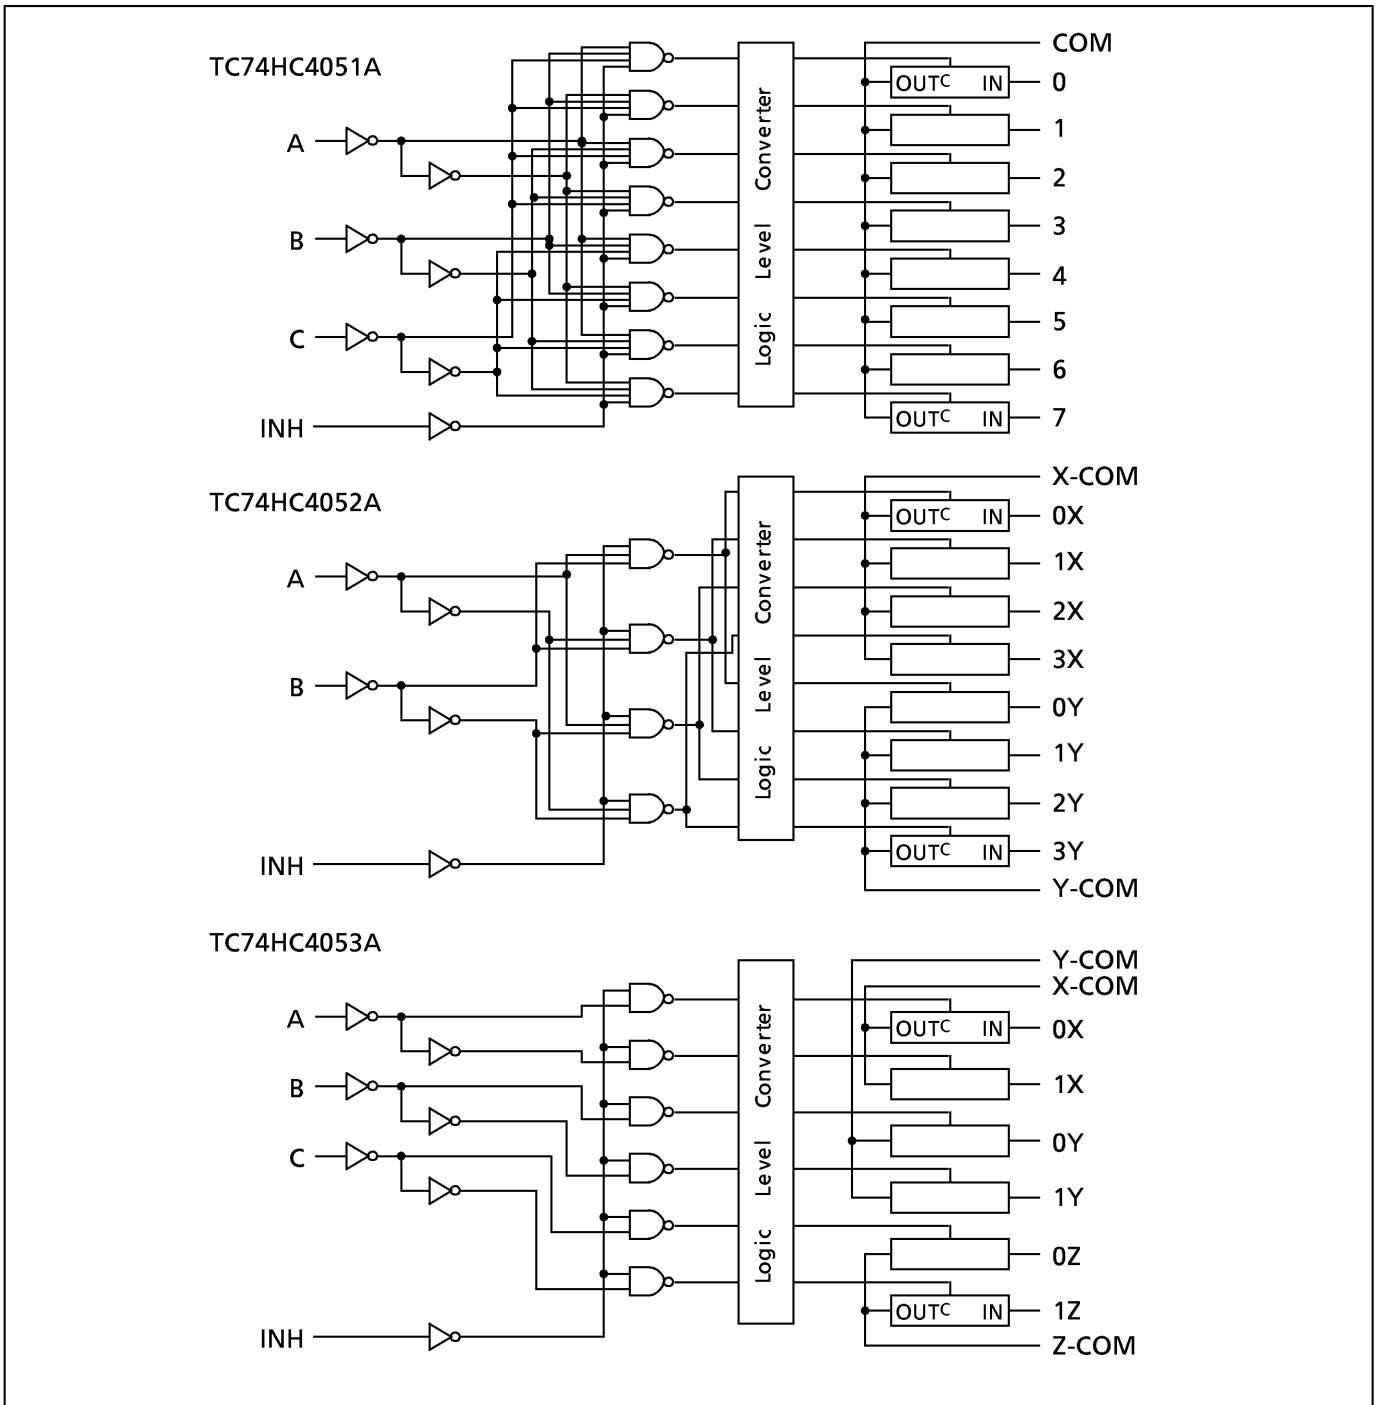 TC74HC4051A
A
B
C
INH
Logic Level Converter
COM
OUTC IN 0
1
2
3
4
5
6
OUTC IN 7
TC74HC4052A
A
B
INH
Logic Level Converter
X-COM
OUTC IN 0X
1X
2X
3X
0Y
1Y
2Y
OUTC IN 3Y
Y-COM
TC74HC4053A
A
B
C
INH
Logic Level Converter
Y-COM
X-COM
OUTC IN 0X
1X
0Y
1Y
0Z
OUTC IN 1Z
Z-COM